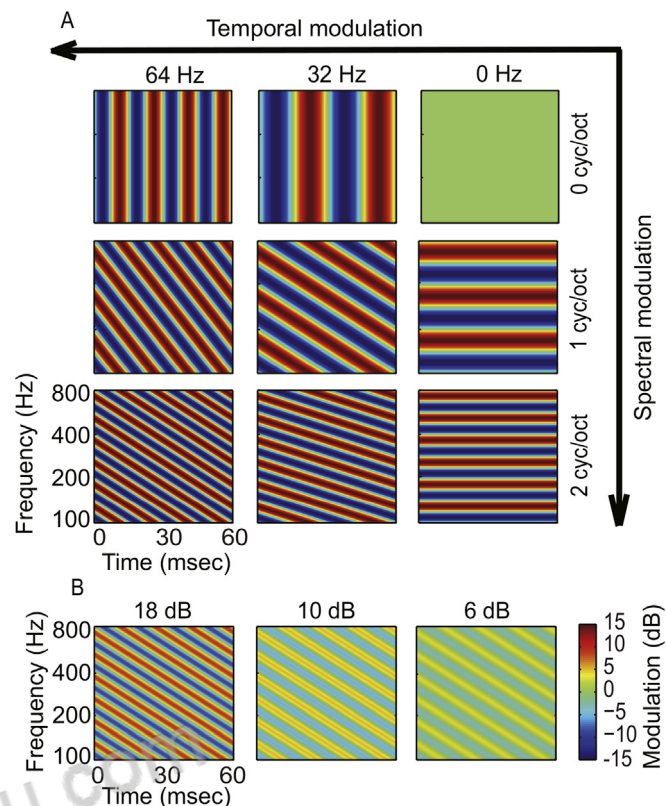 A
Temporal modulation
64 Hz
32 Hz
0 Hz
0 cyc/oct
1 cyc/oct
2 cyc/oct
Spectral modulation
Frequency (Hz)
800
400
200
100
0
30
60
Time (msec)
B
18 dB
10 dB
6 dB
Frequency (Hz)
800
400
200
100
0
30
60
Time (msec)
15
10
5
0
−5
−10
-15
Modulation (dB)
u.com